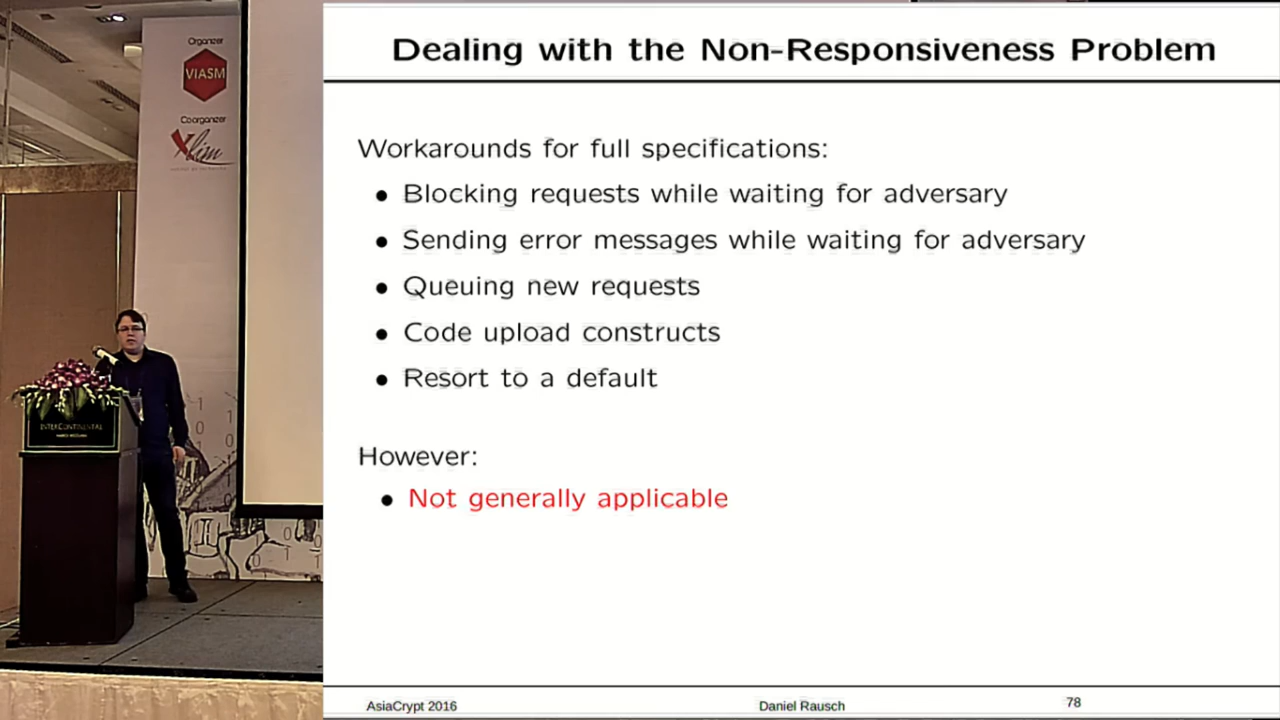 Organizer
VIASM
Coorganizer
Xlim
INTERCONTINENTAL
Dealing with the Non-Responsiveness Problem
Workarounds for full specifications:
• Blocking requests while waiting for adversary
• Sending error messages while waiting for adversary
• Queuing new requests
• Code upload constructs
• Resort to a default
However:
• Not generally applicable
AsiaCrypt 2016
Daniel Rausch
78